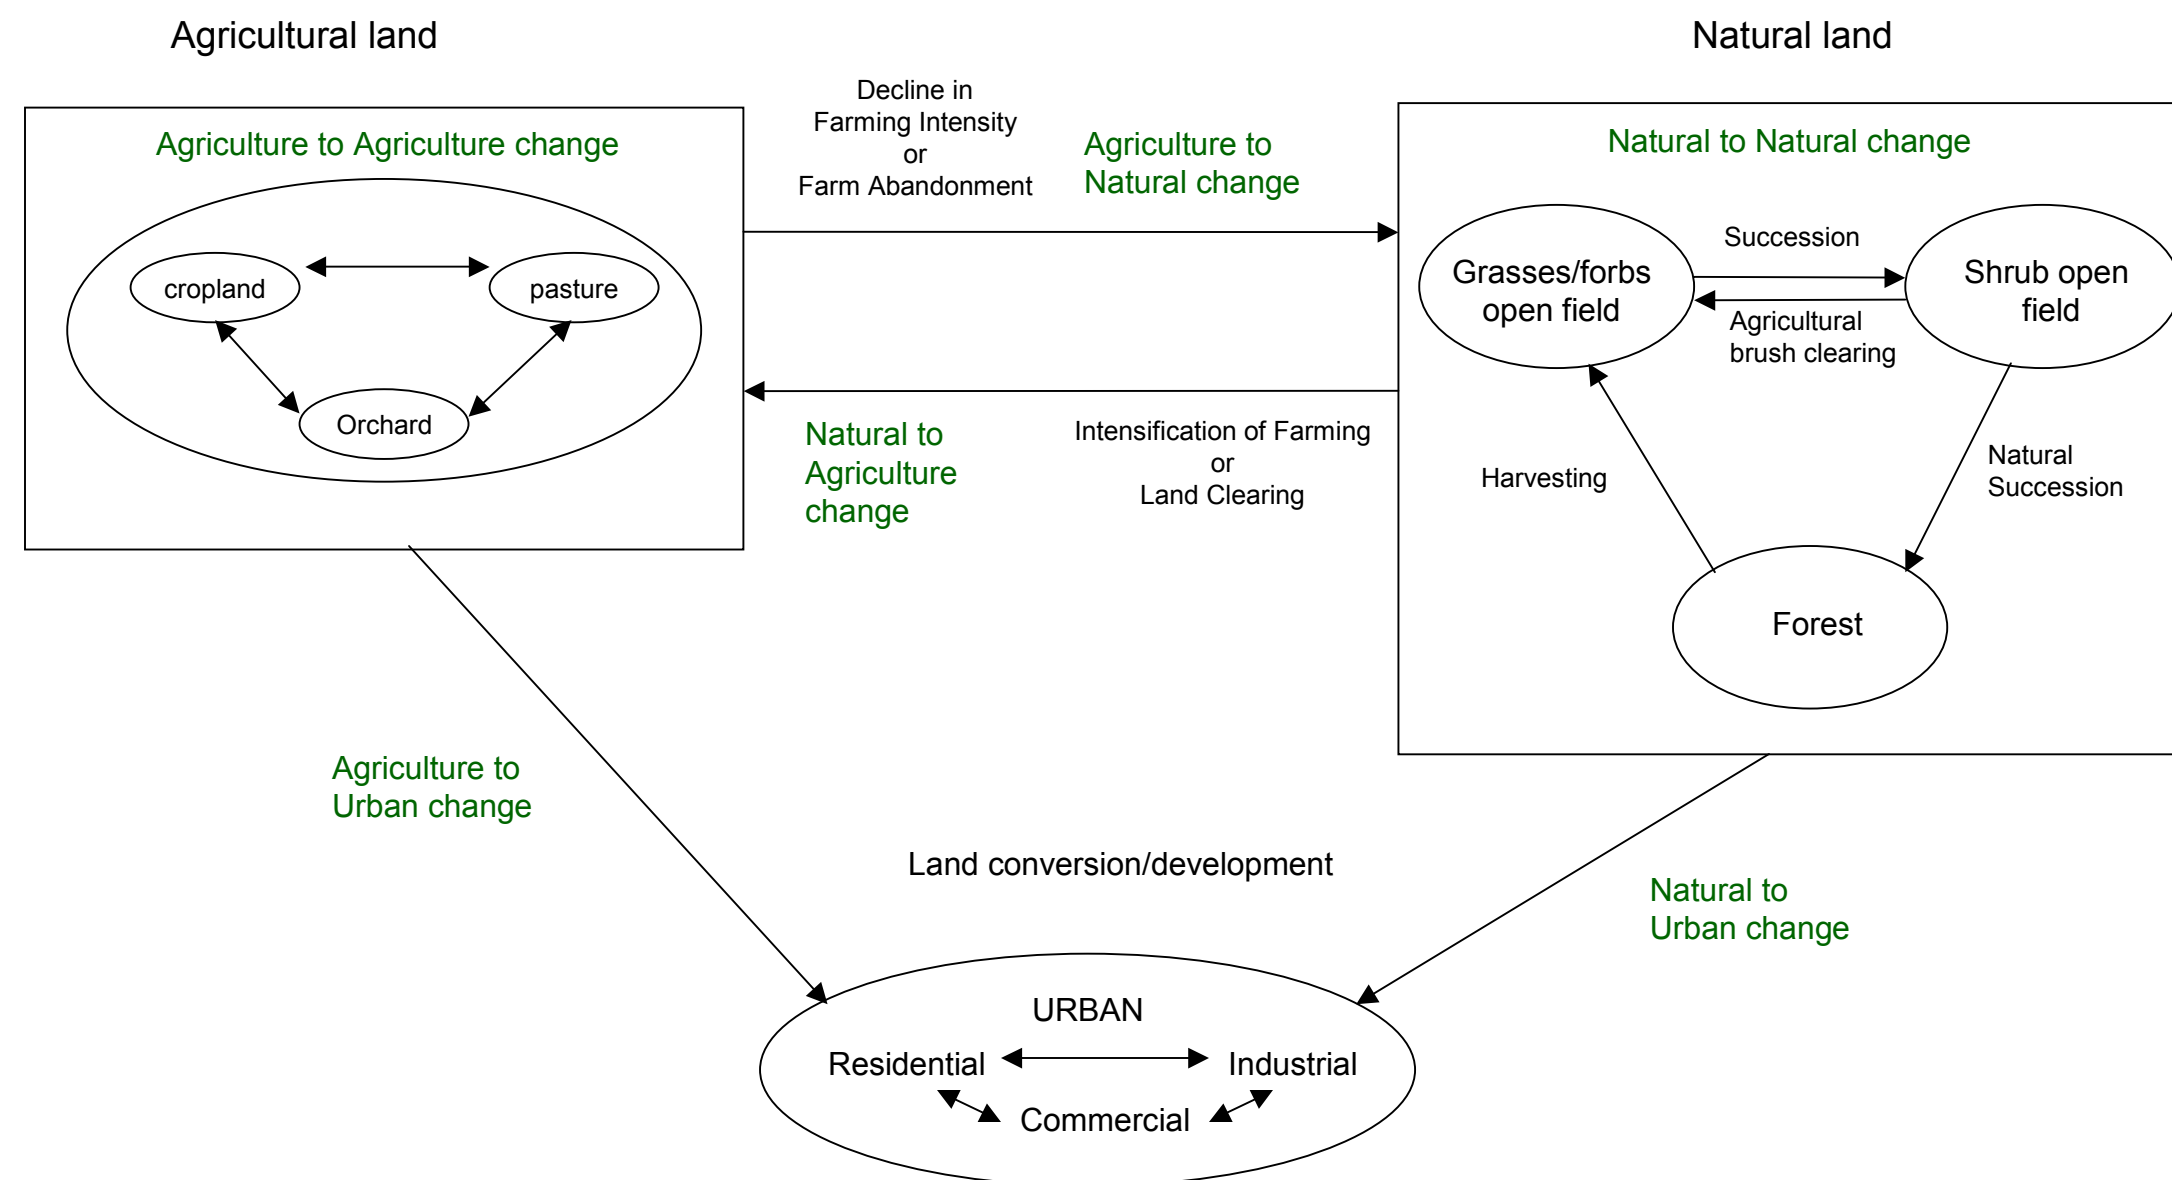 Agricultural land
Natural land
Agriculture to Agriculture change
cropland
pasture
Orchard
Decline in
Farming Intensity
or
Farm Abandonment
Agriculture to
Natural change
Natural to
Agriculture
change
Intensification of Farming
or
Land Clearing
Natural to Natural change
Grasses/forbs
open field
Succession
Agricultural
brush clearing
Shrub open
field
Harvesting
Natural
Succession
Forest
Agriculture to
Urban change
Land conversion/development
Natural to
Urban change
URBAN
Residential
Industrial
Commercial